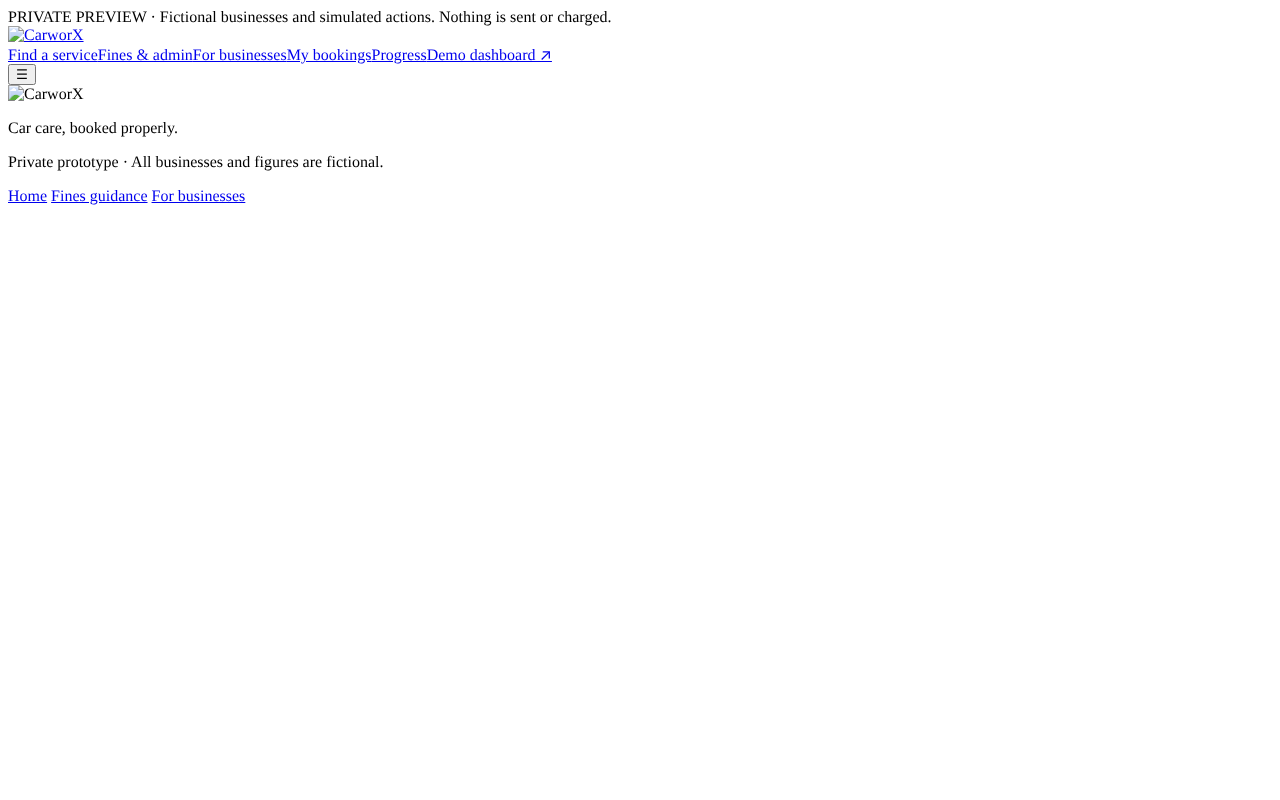 PRIVATE PREVIEW · Fictional businesses and simulated actions. Nothing is sent or charged.
CarworX
Find a serviceFines & adminFor businessesMy bookingsProgressDemo dashboard ↗
☰
CarworX
Car care, booked properly.
Private prototype · All businesses and figures are fictional.
Home Fines guidance For businesses